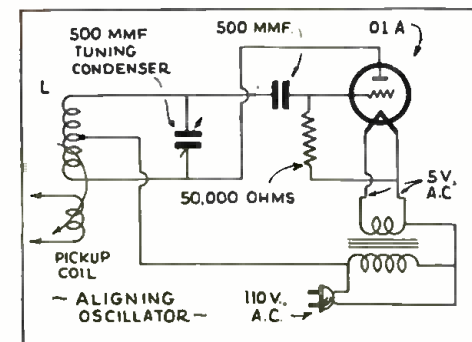 500 MMF
TUNING
CONDENSER
500 MMF.
01 A
L
50,000 OHMS
5V.
A.C.
PICKUP
COIL
~ ALIGNING
OSCILLATOR ~
110 V.
A.C.